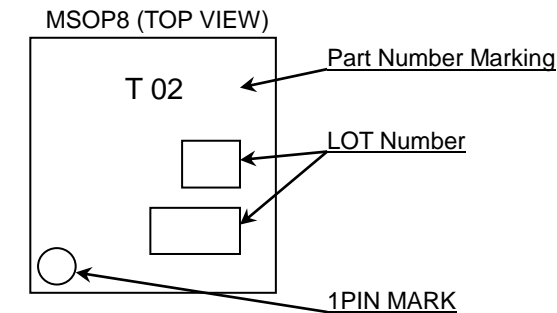 MSOP8 (TOP VIEW)
Part Number Marking
T 02
LOT Number
1PIN MARK